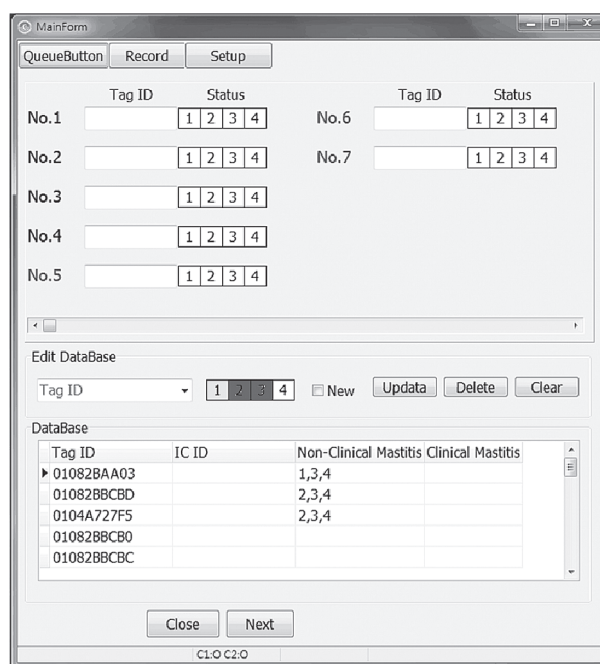 MainForm
QueueButton Record Setup
Tag ID Status Tag ID Status
No.1 1 2 3 4 No.6 1 2 3 4
No.2 1 2 3 4 No.7 1 2 3 4
No.3 1 2 3 4
No.4 1 2 3 4
No.5 1 2 3 4
Edit DataBase
Tag ID 1 2 3 4 New Updata Delete Clear
DataBase
Tag ID IC ID Non-Clinical Mastitis Clinical Mastitis
01082BAA03 1,3,4
01082BBCBD 2,3,4
0104A727F5 2,3,4
01082BBCB0
01082BBCBC
Close Next
C1:O C2:O